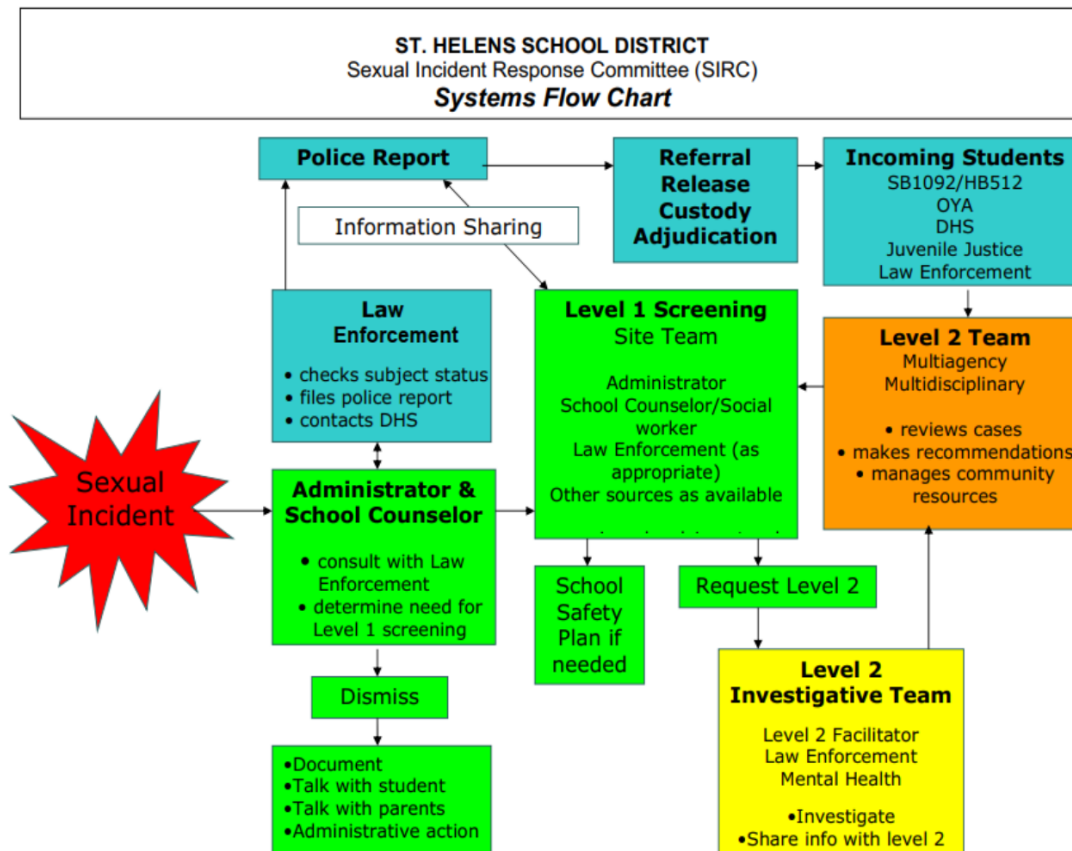 ST. HELENS SCHOOL DISTRICT
Sexual Incident Response Committee (SIRC)
Systems Flow Chart
Police Report
Referral
Release
Custody
Adjudication
Incoming Students
SB1092/HB512
OYA
DHS
Juvenile Justice
Law Enforcement
Information Sharing
Law
Enforcement
• checks subject status
• files police report
• contacts DHS
Level 1 Screening
Site Team
Administrator
School Counselor/Social
worker
Law Enforcement (as
appropriate)
Other sources as available
Level 2 Team
Multiagency
Multidisciplinary
• reviews cases
• makes recommendations
• manages community
resources
Sexual
Incident
Administrator &
School Counselor
• consult with Law
Enforcement
• determine need for
Level 1 screening
School
Safety
Plan if
needed
Request Level 2
Dismiss
•Document
•Talk with student
•Talk with parents
•Administrative action
Level 2
Investigative Team
Level 2 Facilitator
Law Enforcement
Mental Health
•Investigate
•Share info with level 2